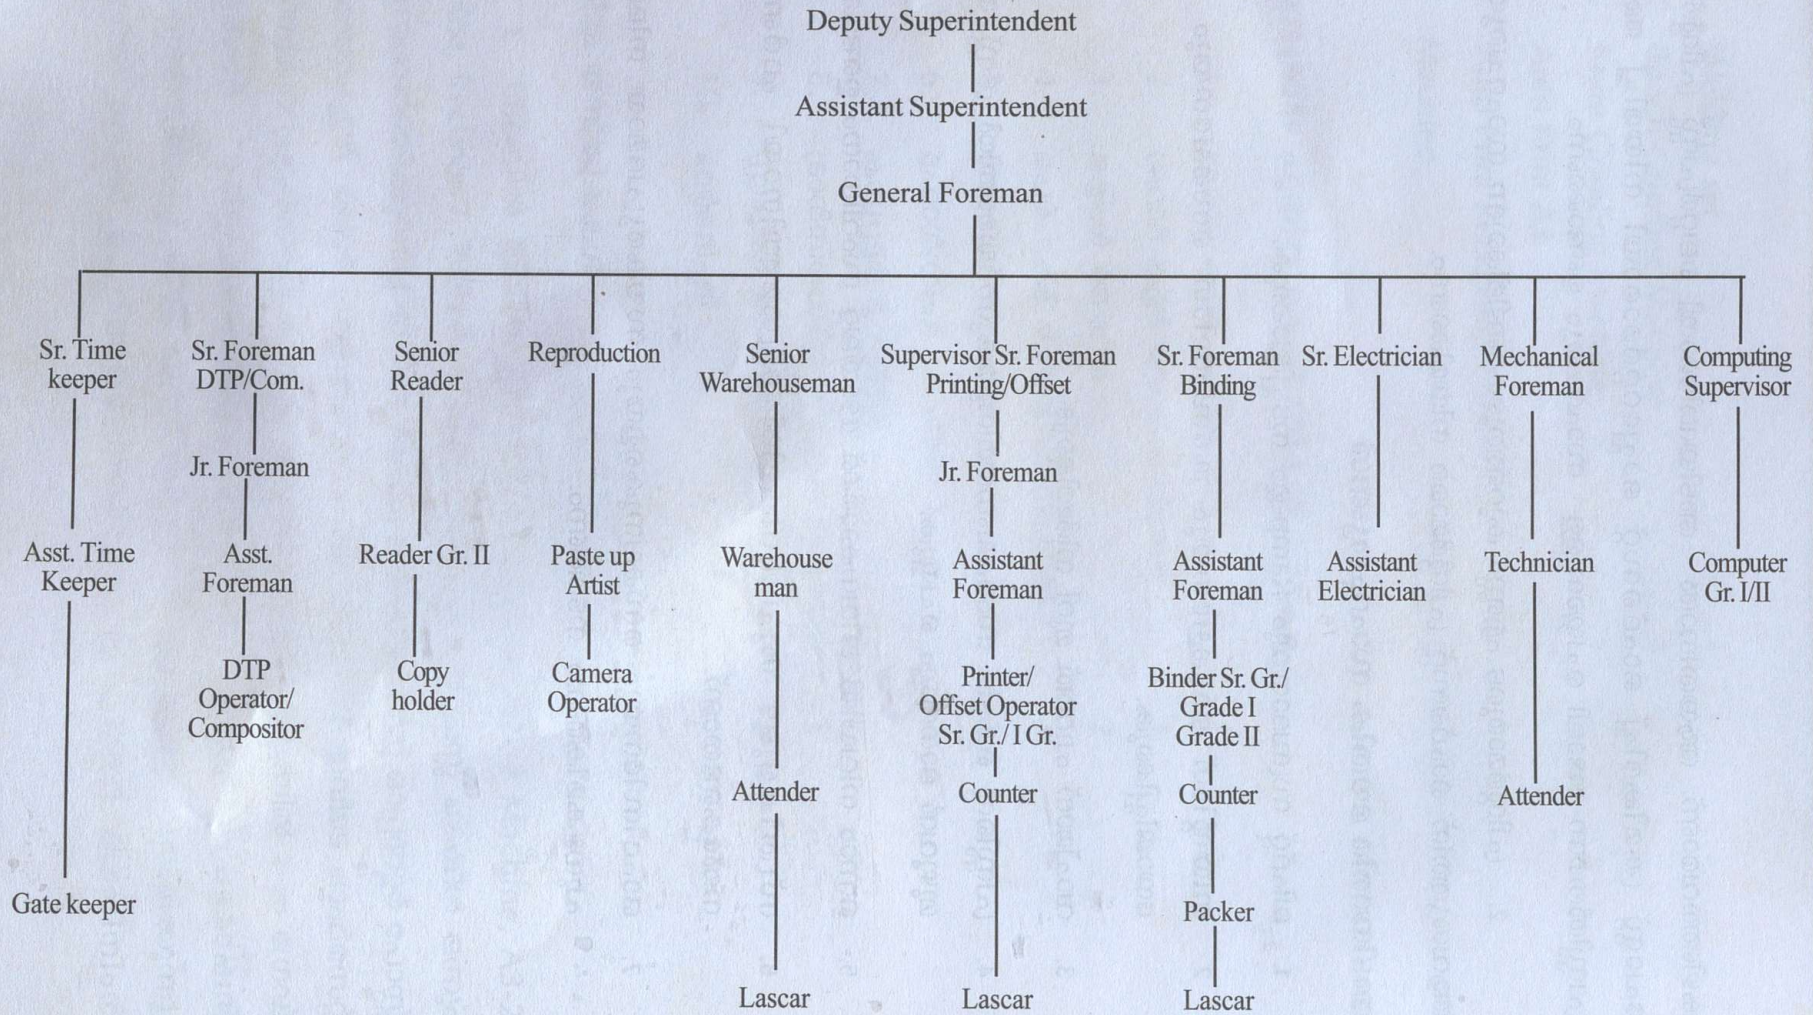 Deputy Superintendent
Assistant Superintendent
General Foreman
Sr. Time
keeper
Asst. Time
Keeper
Gate keeper
Sr. Foreman
DTP/Com.
Jr. Foreman
Asst.
Foreman
DTP
Operator/
Compositor
Senior
Reader
Reader Gr. II
Copy
holder
Reproduction
Paste up
Artist
Camera
Operator
Senior
Warehouseman
Warehouse
man
Attender
Lascar
Supervisor Sr. Foreman
Printing/Offset
Jr. Foreman
Assistant
Foreman
Printer/
Offset Operator
Sr. Gr./ I Gr.
Counter
Lascar
Sr. Foreman
Binding
Assistant
Foreman
Binder Sr. Gr./
Grade I
Grade II
Counter
Packer
Lascar
Sr. Electrician
Assistant
Electrician
Mechanical
Foreman
Technician
Attender
Computing
Supervisor
Computer
Gr. I/II